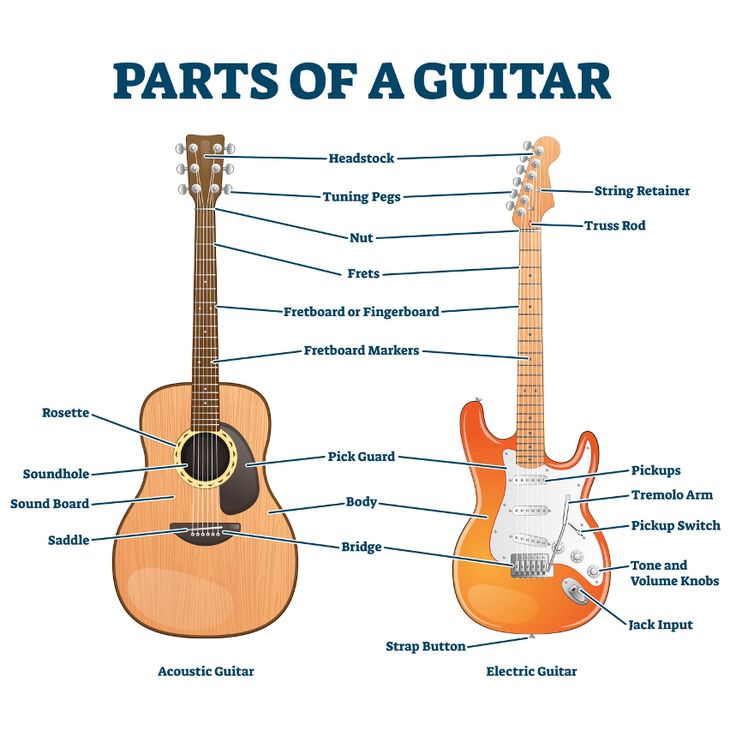 PARTS OF A GUITAR
Headstock
Tuning Pegs
String Retainer
Truss Rod
Nut
Frets
Fretboard or Fingerboard
Fretboard Markers
Rosette
Soundhole
Sound Board
Saddle
Pick Guard
Body
Bridge
Pickups
Tremolo Arm
Pickup Switch
Tone and
Volume Knobs
Jack Input
Strap Button
Acoustic Guitar
Electric Guitar